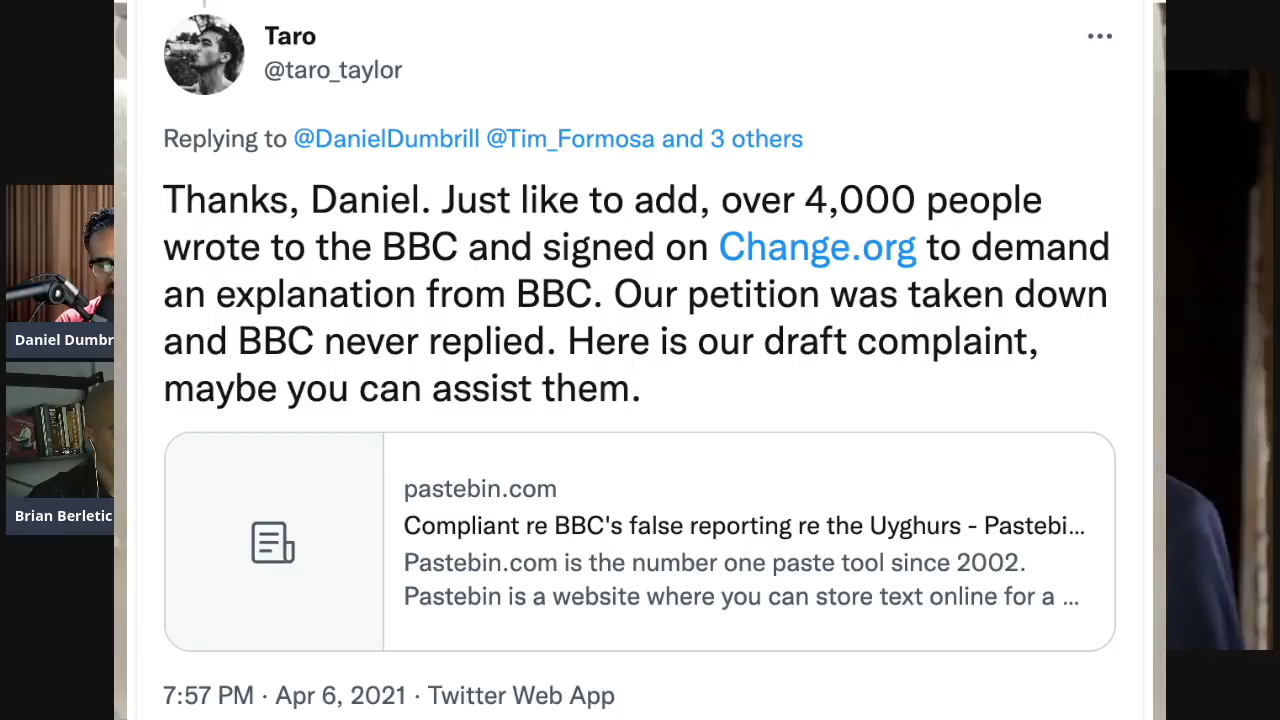 Taro
@taro_taylor
Replying to @DanielDumbrill @Tim_Formosa and 3 others
Thanks, Daniel. Just like to add, over 4,000 people
wrote to the BBC and signed on Change.org to demand
an explanation from BBC. Our petition was taken down
and BBC never replied. Here is our draft complaint,
maybe you can assist them.
pastebin.com
Compliant re BBC's false reporting re the Uyghurs - Pastebi...
Pastebin.com is the number one paste tool since 2002.
Pastebin is a website where you can store text online for a ...
7:57 PM · Apr 6, 2021 · Twitter Web App
Daniel Dumbr
Brian Berletic